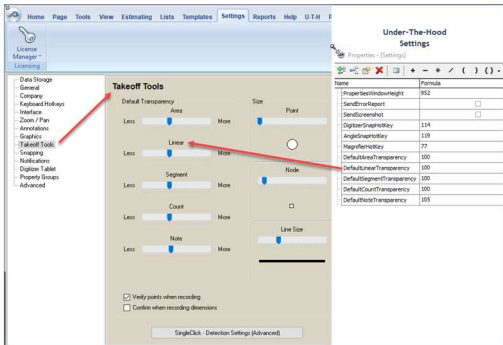 Home Page Tools View Estimating Lists Templates Settings Reports Help U-T-H
License
Manager
Licensing
Data Storage
General
Company
Keyboard Hotkeys
Interface
Zoom / Pan
Annotations
Graphics
Takeoff Tools
Snapping
Notifications
Digitizer Tablet
Property Groups
Advanced
Takeoff Tools
Default Transparency
Area
Less More
Linear
Less More
Segment
Less More
Count
Less More
Note
Less More
Size
Point
Node
Line Size
Verify points when recording
Confirm when recording dimensions
SingleClick - Detection Settings (Advanced)
Under-The-Hood
Settings
Properties - [Settings]
+ - * / ( ) { } -
Name Formula
PropertiesWindowHeight 952
SendErrorReport
SendScreenshot
DigitizerSnapHotKey 114
AngleSnapHotKey 119
MagnifierHotKey 77
DefaultAreaTransparency 100
DefaultLinearTransparency 100
DefaultSegmentTransparency 100
DefaultCountTransparency 100
DefaultNoteTransparency 105